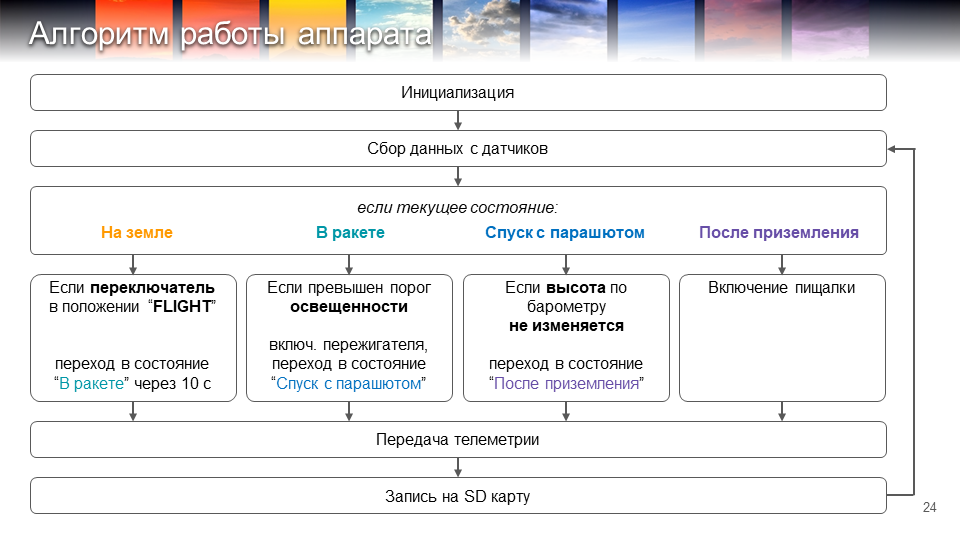 Алгоритм работы аппарата
Инициализация
Сбор данных с датчиков
если текущее состояние:
На земле
В ракете
Спуск с парашютом
После приземления
Если переключатель
в положении “FLIGHT”
переход в состояние
“В ракете” через 10 с
Если превышен порог
освещенности
включ. пережигателя,
переход в состояние
“Спуск с парашютом”
Если высота по
барометру
не изменяется
переход в состояние
“После приземления”
Включение пищалки
Передача телеметрии
Запись на SD карту
24